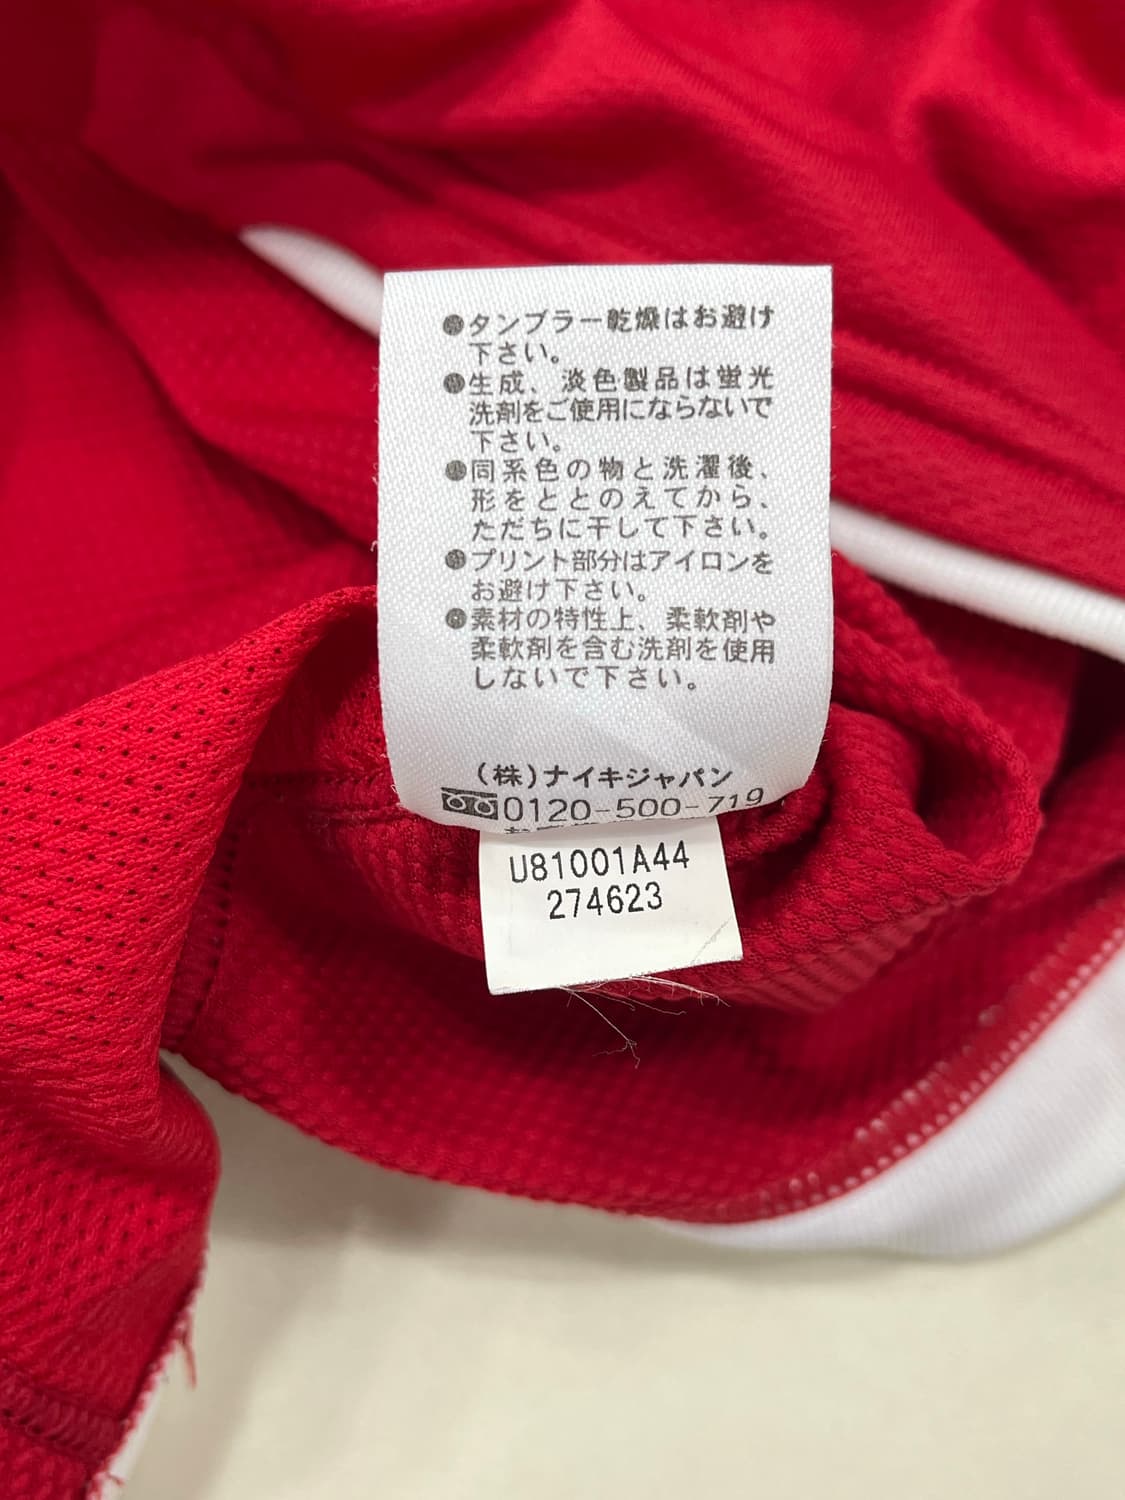 ●タンブラー乾燥はお避け
下さい。
●生成、淡色製品は蛍光
洗剤をご使用にならないで
下さい。
●同系色の物と洗濯後、
形をととのえてから、
ただちに干して下さい。
●プリント部分はアイロンを
お避け下さい。
●素材の特性上、柔軟剤や
柔軟剤を含む洗剤を使用
しないで下さい。
(株)ナイキジャパン
0120-500-719
U81001A44
274623